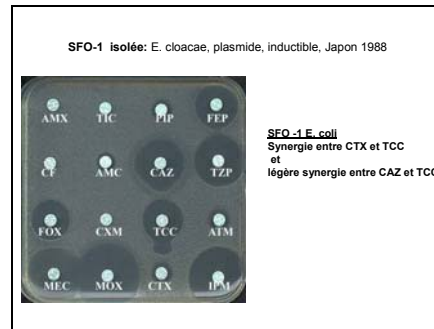 SFO-1 isolée: E. cloacae, plasmide, inductible, Japon 1988
AMX TIC PIP FEP
CF AMC CAZ TZP
FOX CXM TCC ATM
MEC MOX CTX IPM
SFO -1 E. coli
Synergie entre CTX et TCC
et
légère synergie entre CAZ et TCC